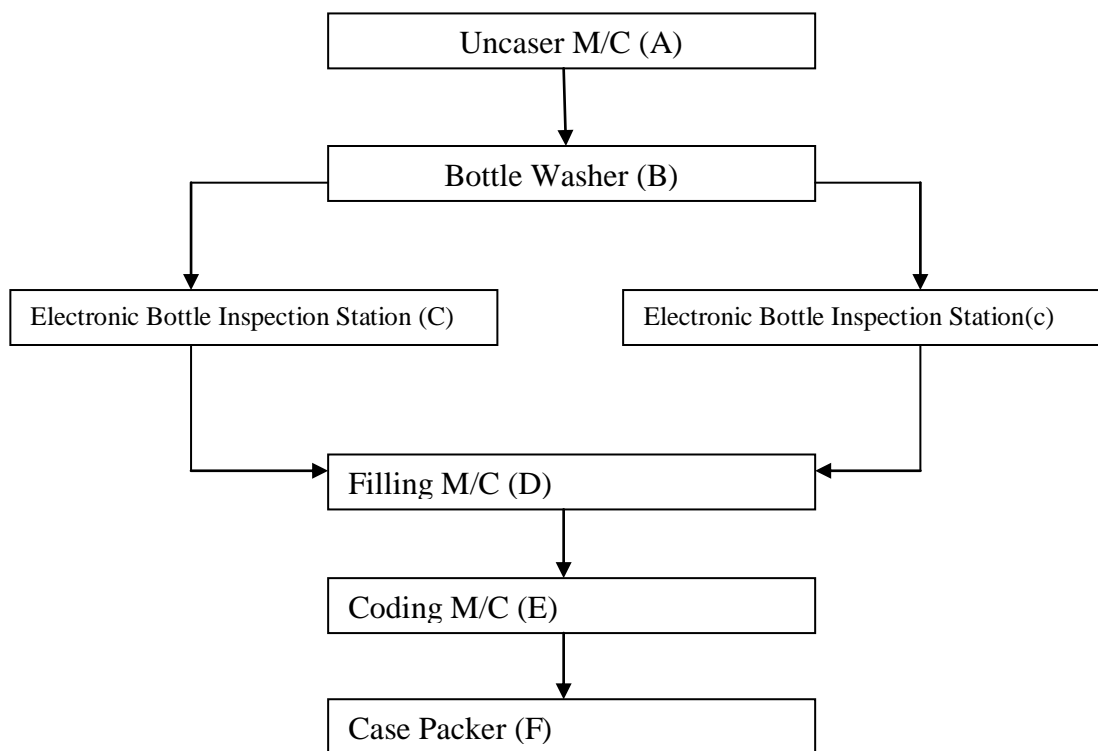 Uncaser M/C (A)
Bottle Washer (B)
Electronic Bottle Inspection Station (C)
Electronic Bottle Inspection Station(c)
Filling M/C (D)
Coding M/C (E)
Case Packer (F)